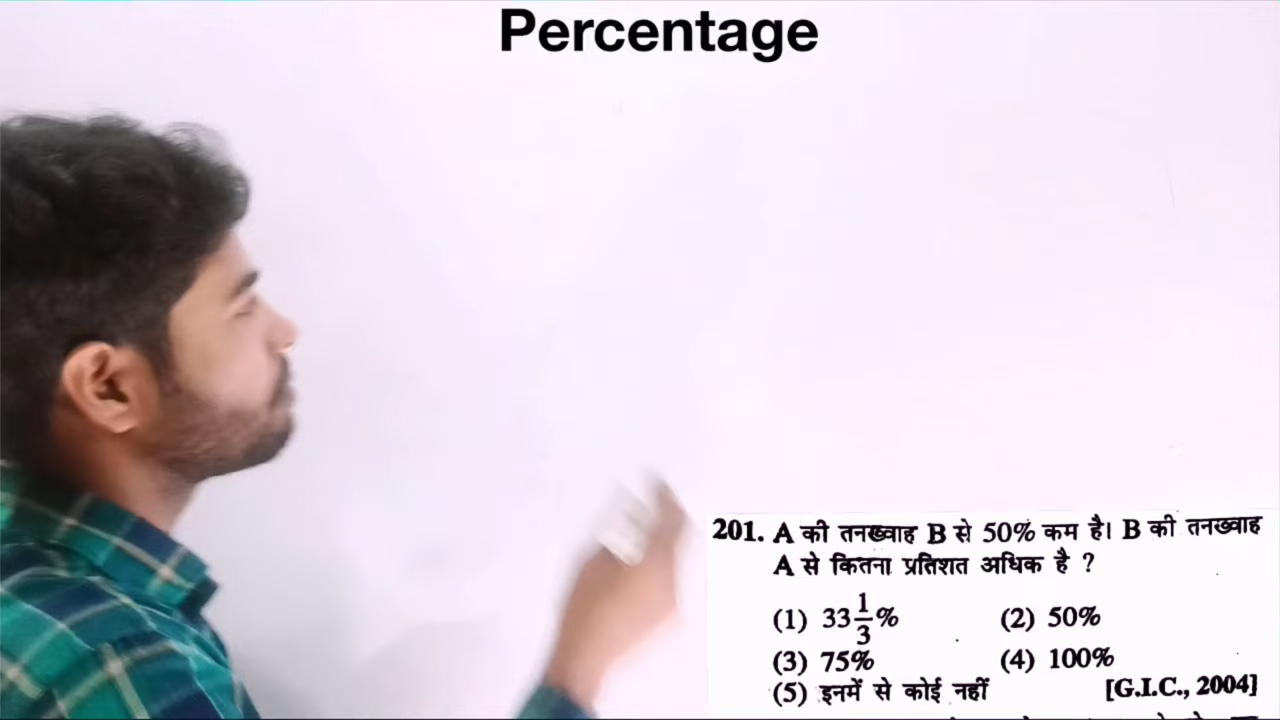 Percentage
201. A की तनख्वाह B से 50% कम है। B की तनख्वाह
A से कितना प्रतिशत अधिक है ?
(1) 33 1/3 % (2) 50%
(3) 75% (4) 100%
(5) इनमें से कोई नहीं [G.I.C., 2004]